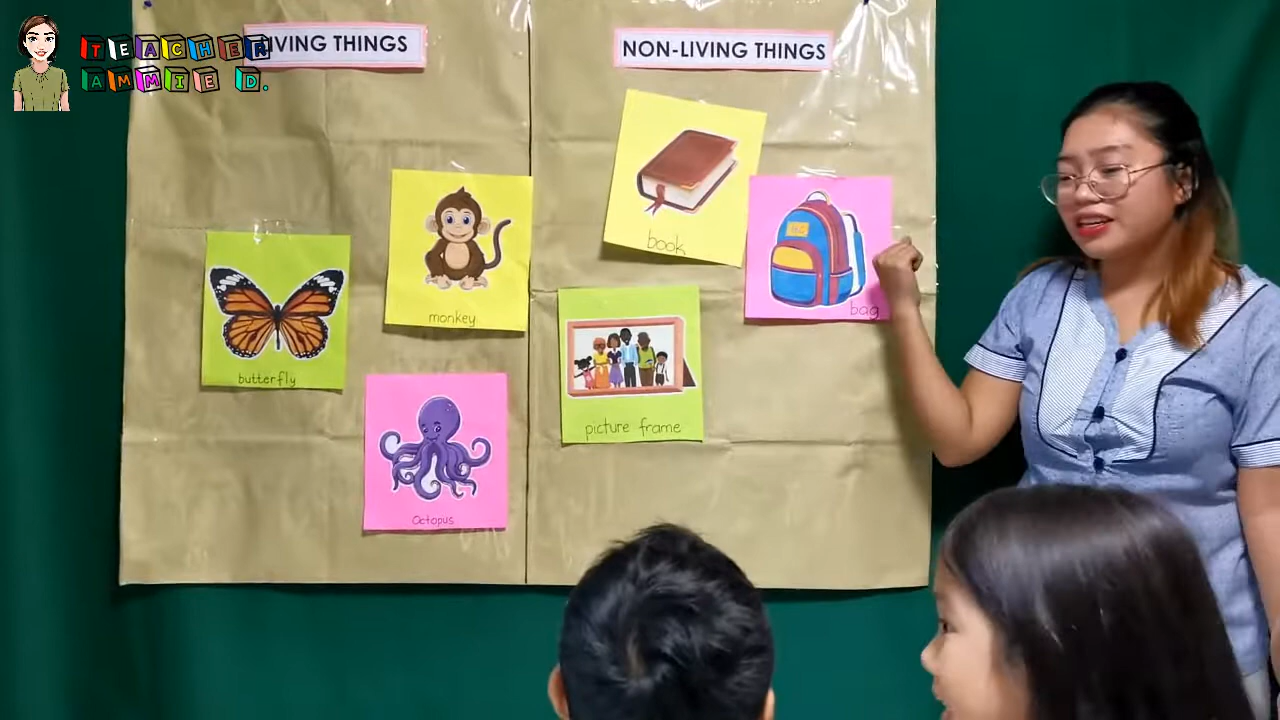 TEACHER
AMMIE D.
LIVING THINGS
NON-LIVING THINGS
book
bag
monkey
butterfly
picture frame
Octopus